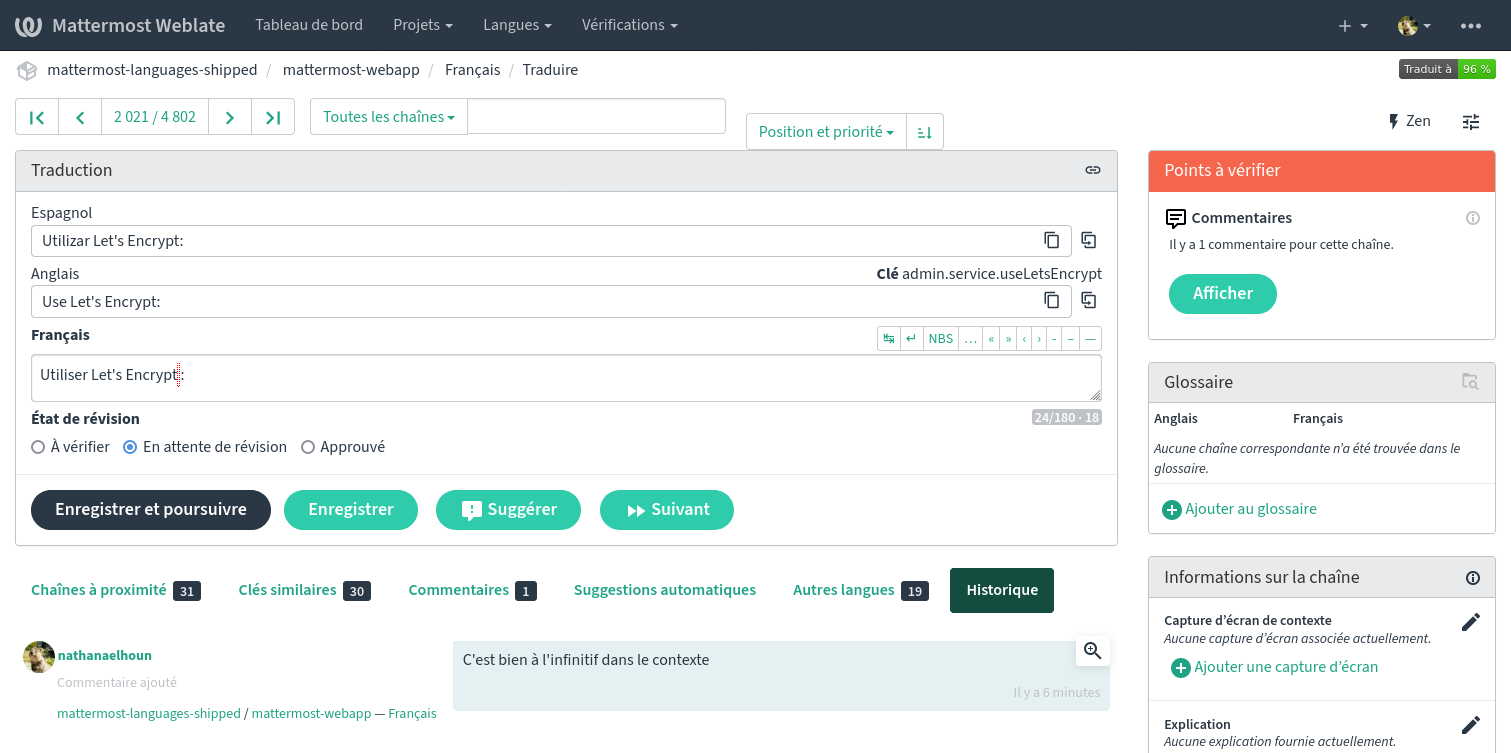 Mattermost Weblate Tableau de bord Projets Langues Vérifications
mattermost-languages-shipped / mattermost-webapp / Français / Traduire
Traduit à 96 %
2 021 / 4 802
Toutes les chaînes
Position et priorité
Zen
Traduction
Espagnol
Utilizar Let's Encrypt:
Anglais
Clé admin.service.useLetsEncrypt
Use Let's Encrypt:
Français
NBS … « » ‹ › - – —
Utiliser Let's Encrypt :
État de révision
24/180 · 18
À vérifier En attente de révision Approuvé
Enregistrer et poursuivre Enregistrer Suggérer Suivant
Chaînes à proximité 31 Clés similaires 30 Commentaires 1 Suggestions automatiques Autres langues 19 Historique
nathanaelhoun
Commentaire ajouté
mattermost-languages-shipped / mattermost-webapp — Français
C'est bien à l'infinitif dans le contexte
Il y a 6 minutes
Points à vérifier
Commentaires
Il y a 1 commentaire pour cette chaîne.
Afficher
Glossaire
Anglais Français
Aucune chaîne correspondante n'a été trouvée dans le
glossaire.
Ajouter au glossaire
Informations sur la chaîne
Capture d’écran de contexte
Aucune capture d’écran associée actuellement.
Ajouter une capture d’écran
Explication
Aucune explication fournie actuellement.